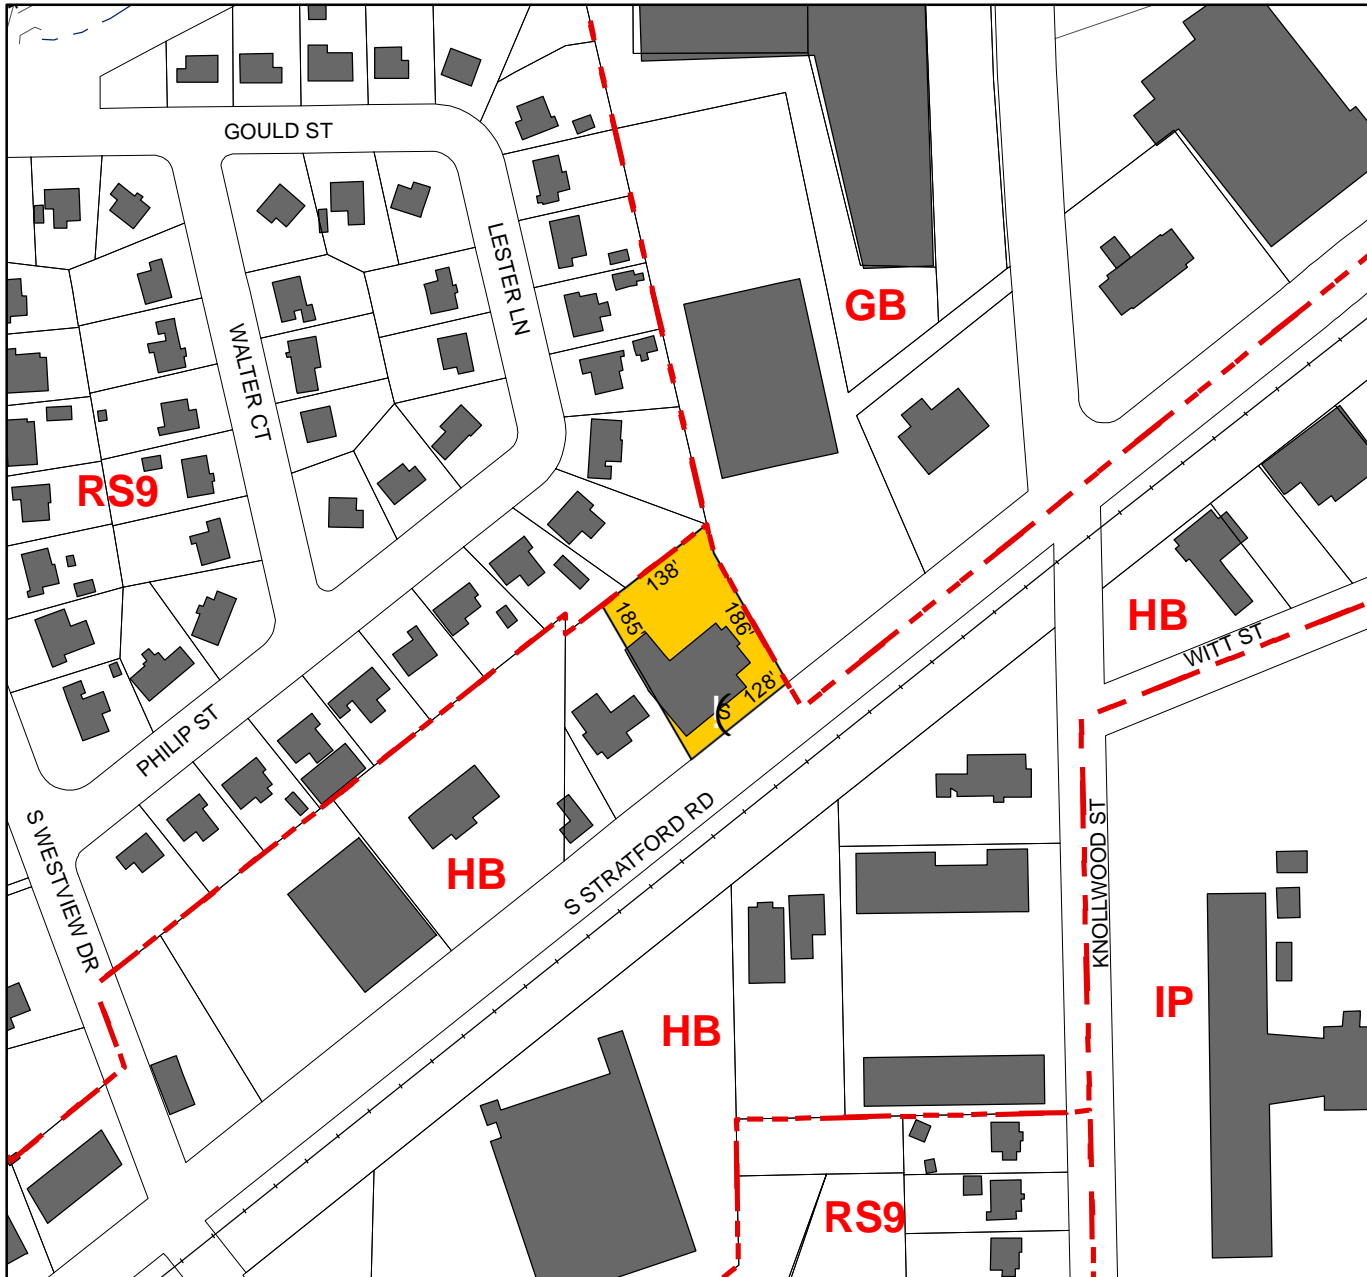 GOULD ST
LESTER LN
GB
WALTER CT
RS9
138'
185'
186'
HB
WITT ST
128'
PHILIP ST
S STRATFORD RD
S WESTVIEW DR
HB
KNOLLWOOD ST
HB
IP
RS9